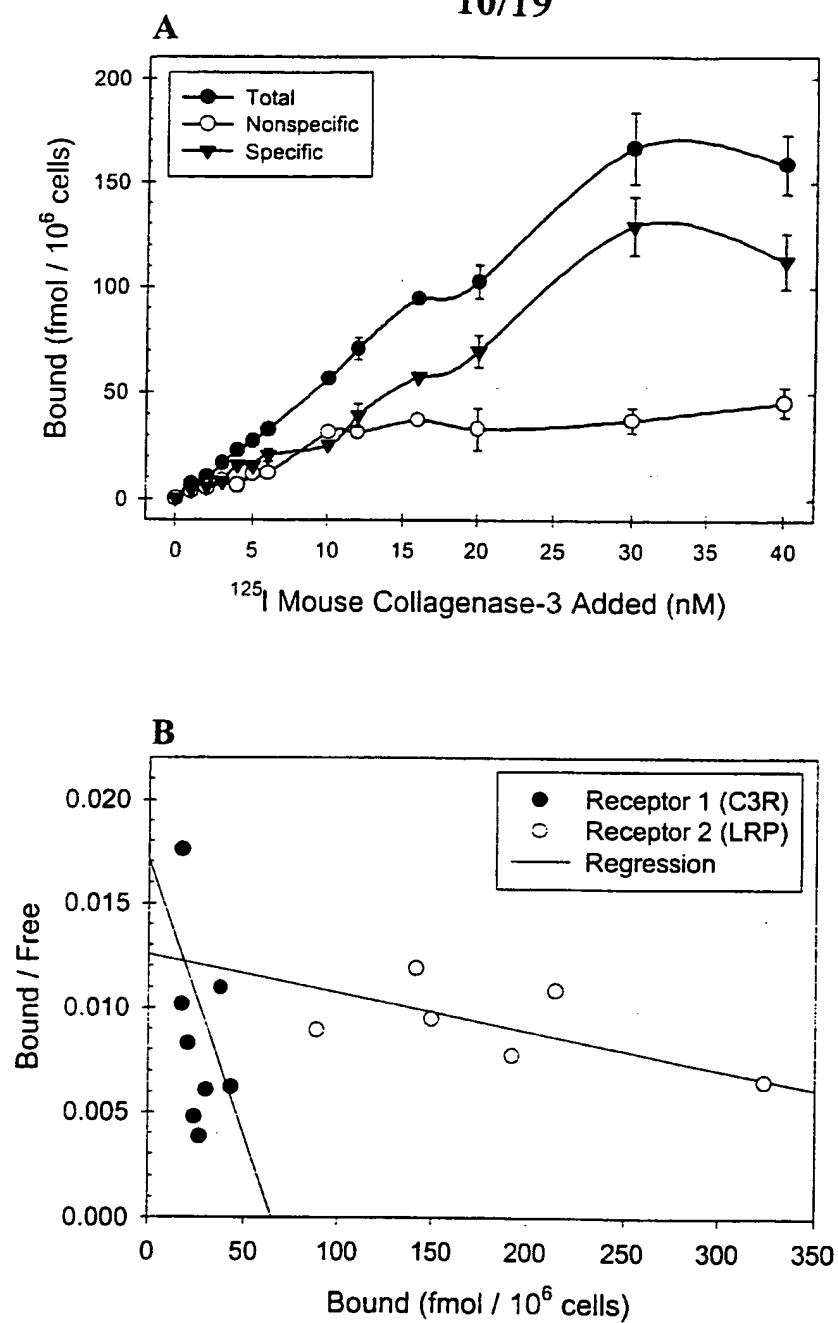 10/19
A
200
150
100
50
0
Bound (fmol / 10⁶ cells)
Total
Nonspecific
Specific
0 5 10 15 20 25 30 35 40
¹²⁵I Mouse Collagenase-3 Added (nM)
B
0.020
0.015
0.010
0.005
0.000
Bound / Free
Receptor 1 (C3R)
Receptor 2 (LRP)
Regression
0 50 100 150 200 250 300 350
Bound (fmol / 10⁶ cells)